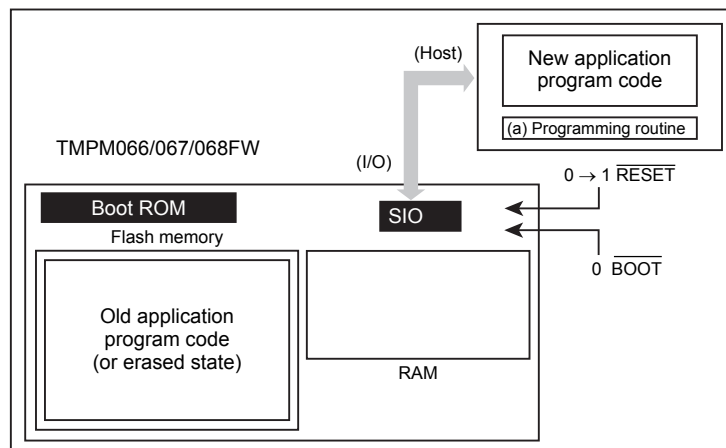 (Host)
New application
program code
(a) Programming routine
TMPM066/067/068FW
(I/O)
0 → 1 RESET
Boot ROM
SIO
Flash memory
0 BOOT
Old application
program code
(or erased state)
RAM